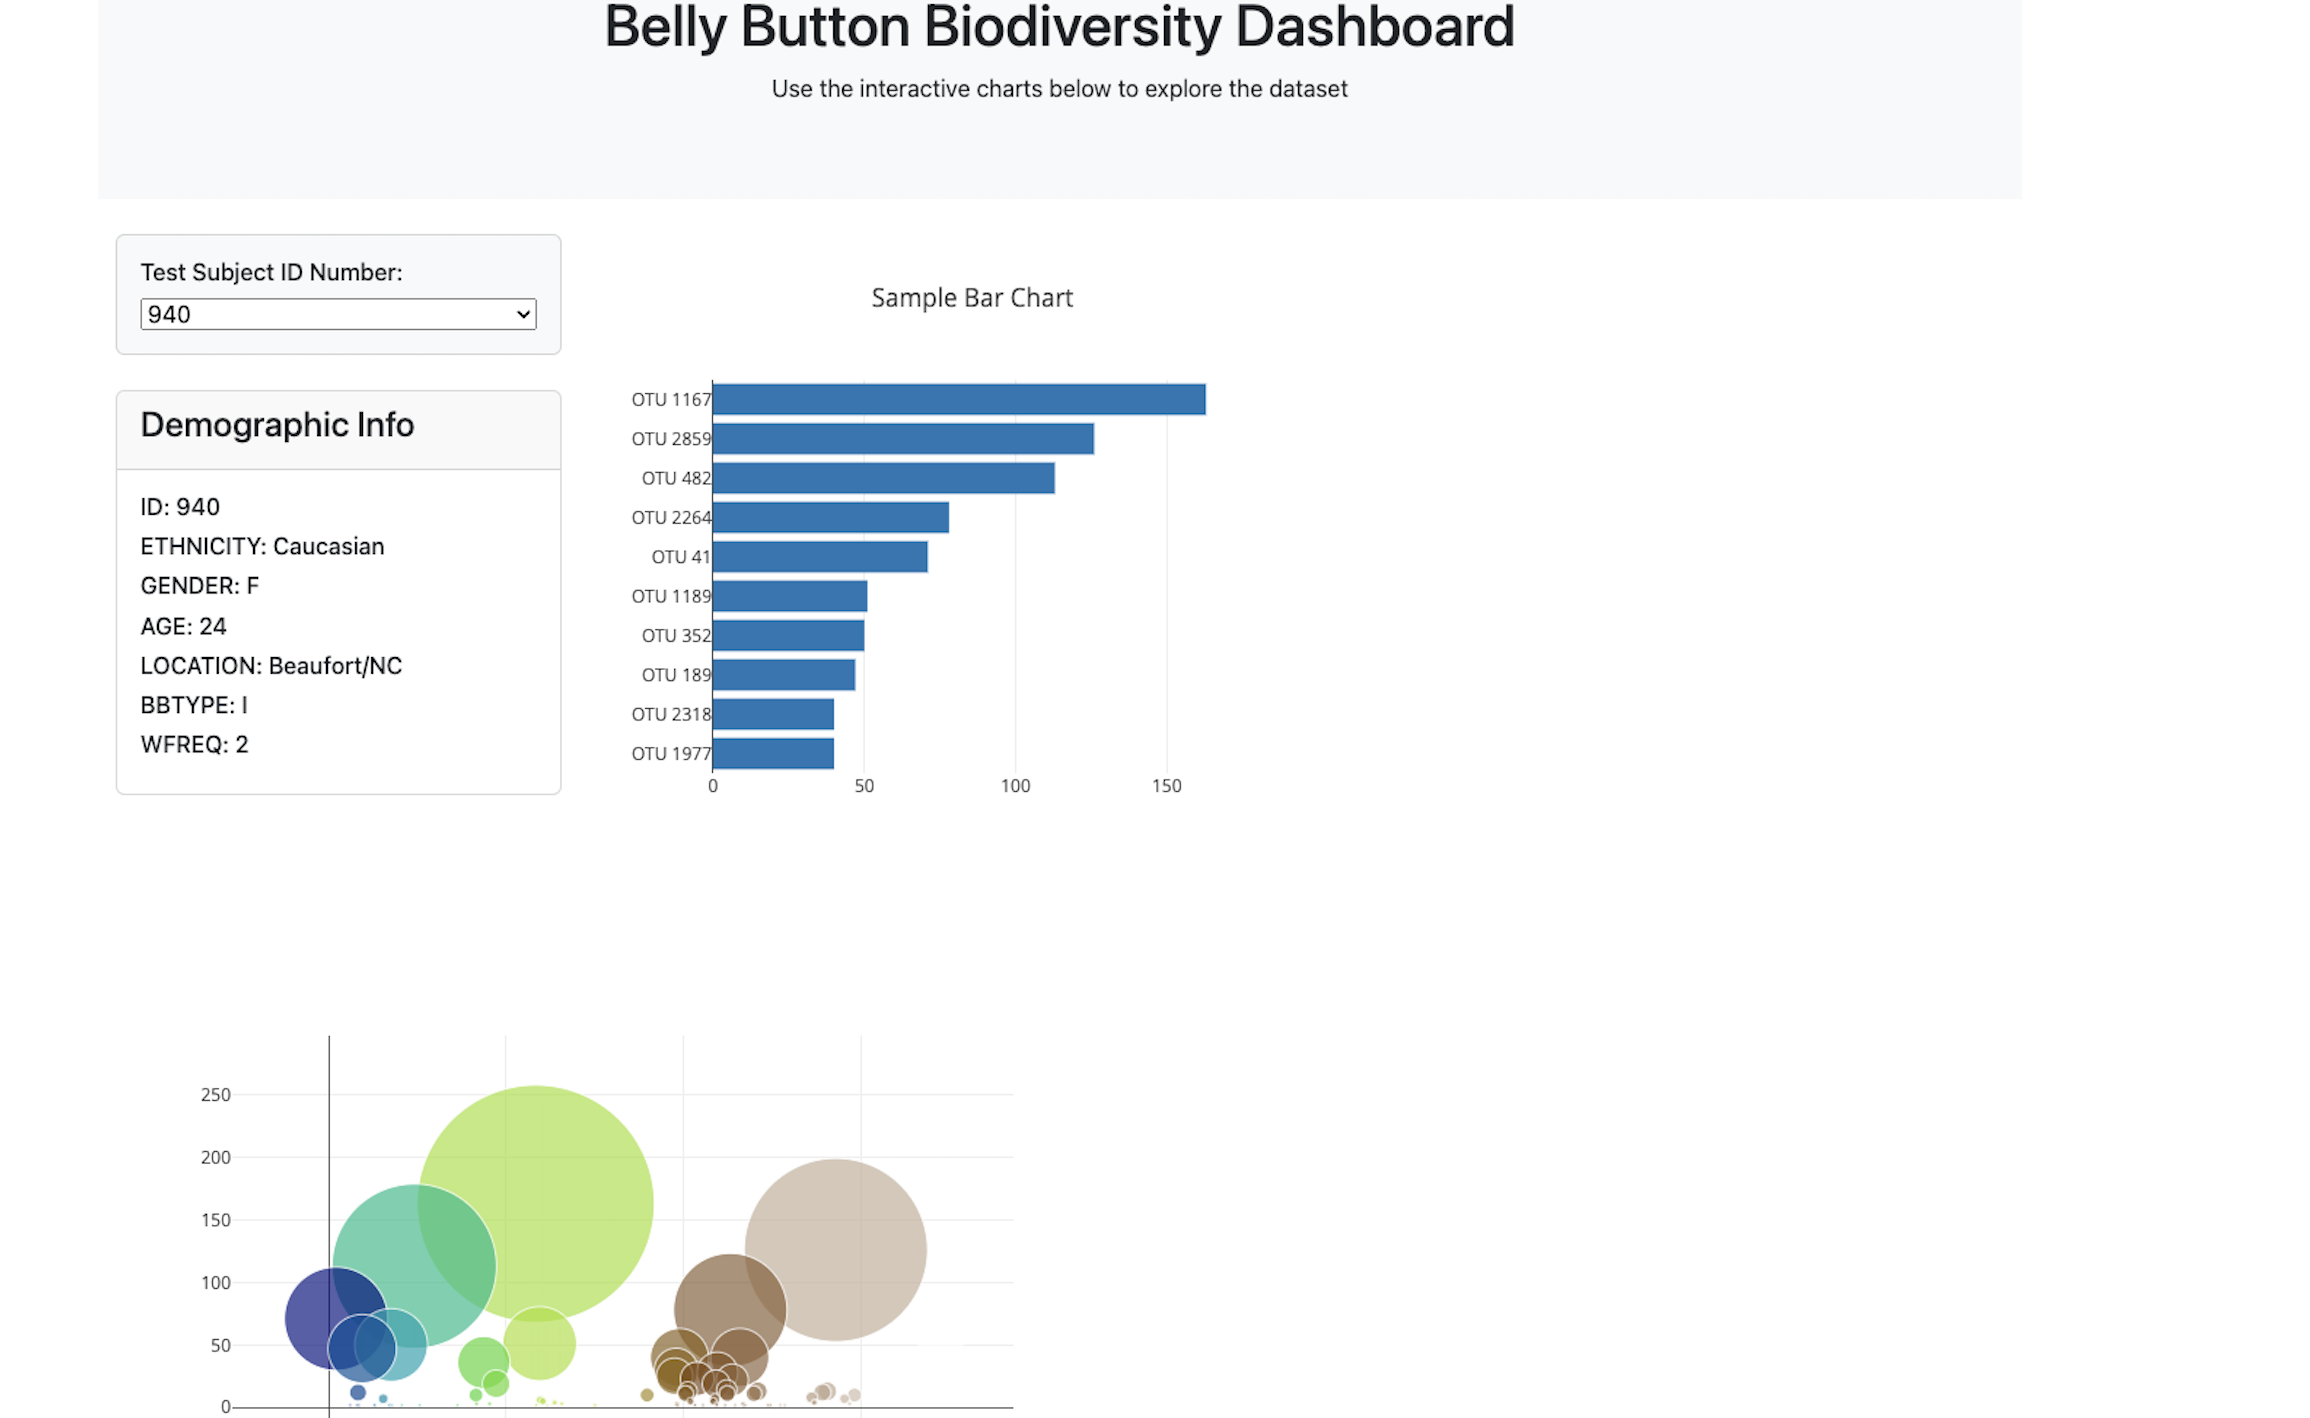 Belly Button Biodiversity Dashboard
Use the interactive charts below to explore the dataset
Test Subject ID Number:
940
Demographic Info
ID: 940
ETHNICITY: Caucasian
GENDER: F
AGE: 24
LOCATION: Beaufort/NC
BBTYPE: I
WFREQ: 2
Sample Bar Chart
OTU 1167
OTU 2859
OTU 482
OTU 2264
OTU 41
OTU 1189
OTU 352
OTU 189
OTU 2318
OTU 1977
0 50 100 150
250
200
150
100
50
0